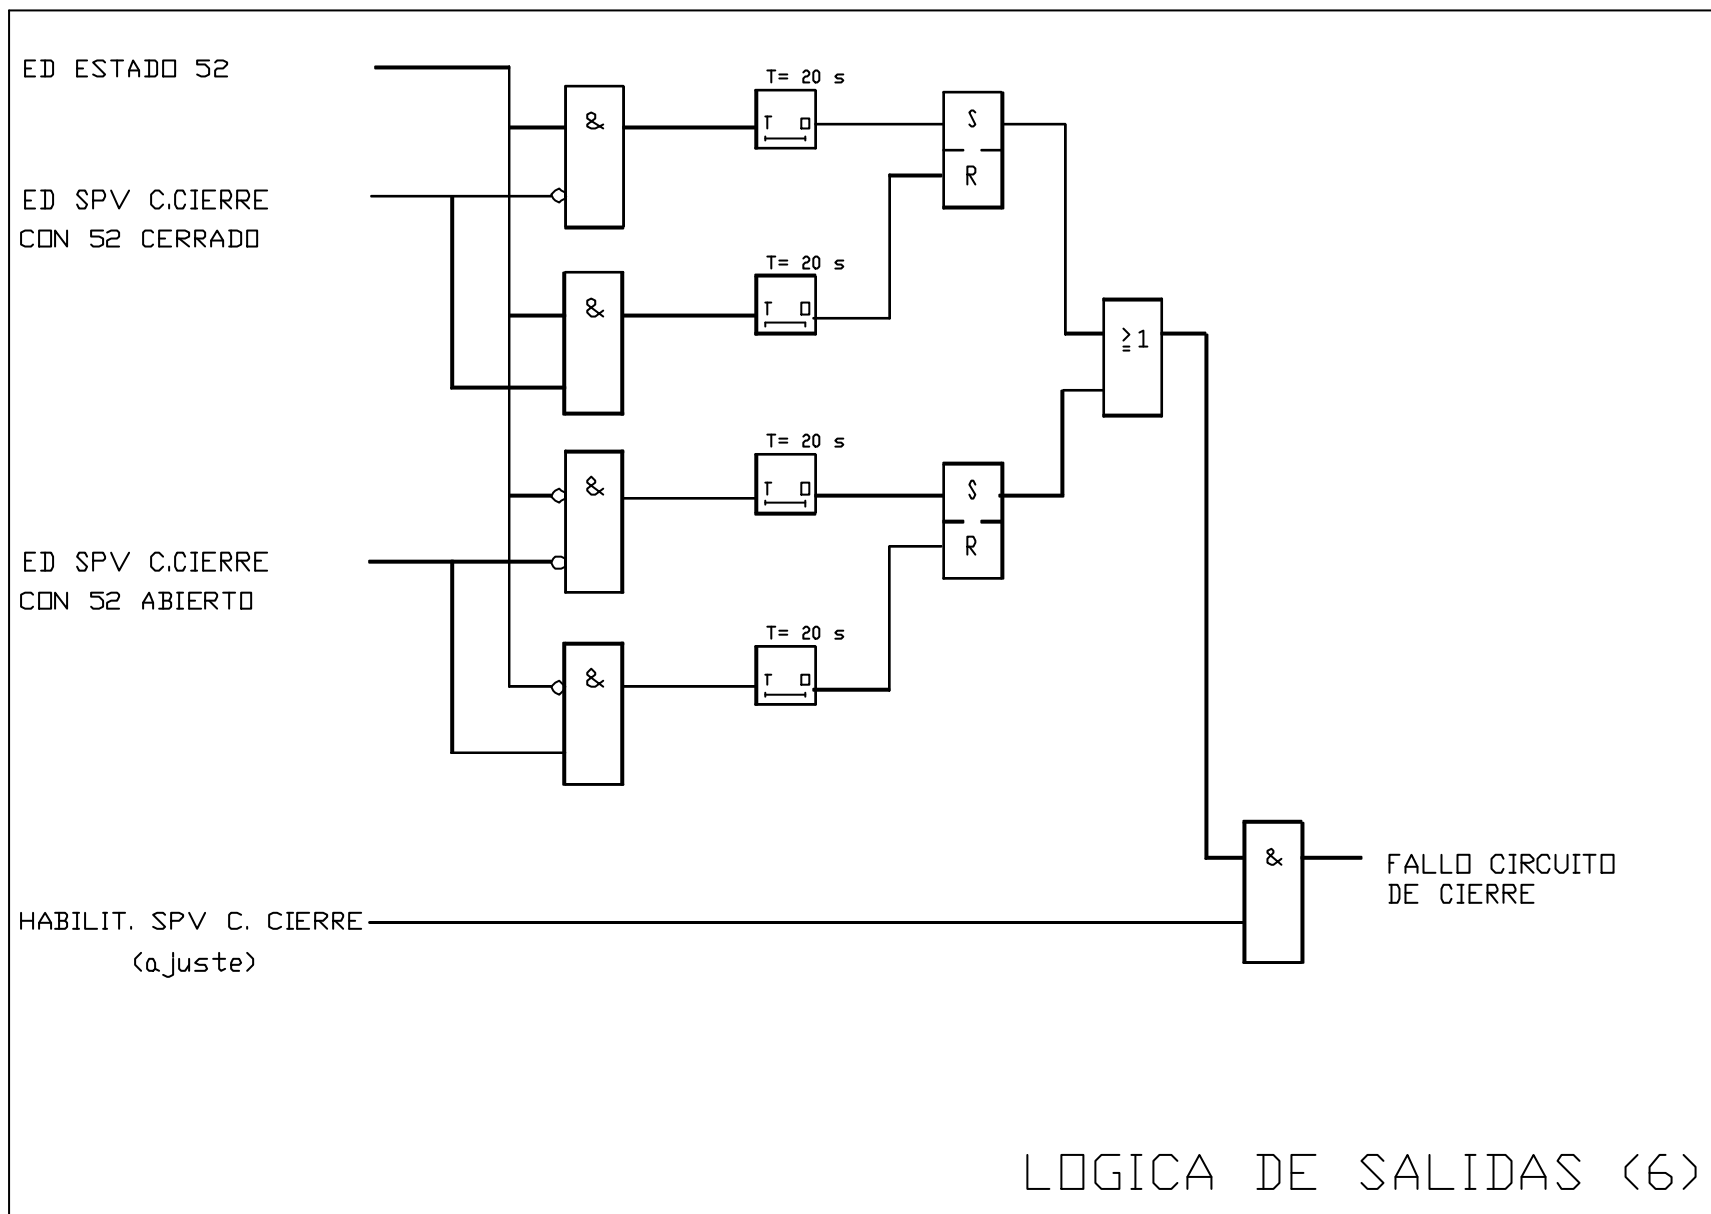 ED ESTADO 52
T= 20 s
&
T O
S
R
ED SPV C.CIERRE
CON 52 CERRADO
T= 20 s
&
T O
≥1
T= 20 s
&
T O
S
R
ED SPV C.CIERRE
CON 52 ABIERTO
T= 20 s
&
T O
&
FALLO CIRCUITO
DE CIERRE
HABILIT. SPV C. CIERRE
(ajuste)
LOGICA DE SALIDAS (6)